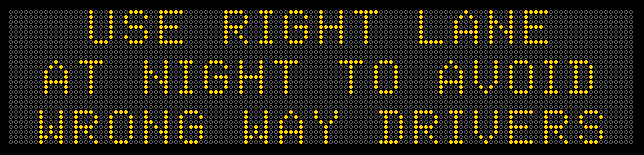 USE RIGHT LANE
AT NIGHT TO AVOID
WRONG WAY DRIVERS